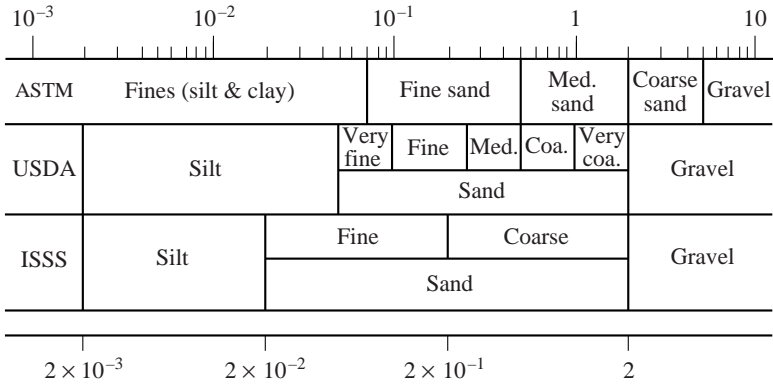 10⁻³ 10⁻² 10⁻¹ 1 10
ASTM Fines (silt & clay) Fine sand Med. sand Coarse sand Gravel
USDA Silt Very fine Fine Med. Coa. Very coa. Gravel
Sand
ISSS Silt Fine Coarse Gravel
Sand
2 × 10⁻³ 2 × 10⁻² 2 × 10⁻¹ 2